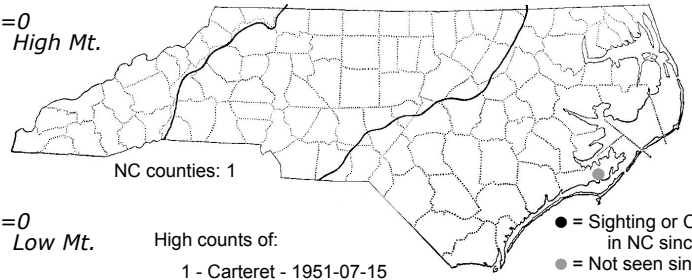 =0
High Mt.
NC counties: 1
=0
Low Mt.
High counts of:
1 - Carteret - 1951-07-15
= Sighting or
in NC sinc
= Not seen sin